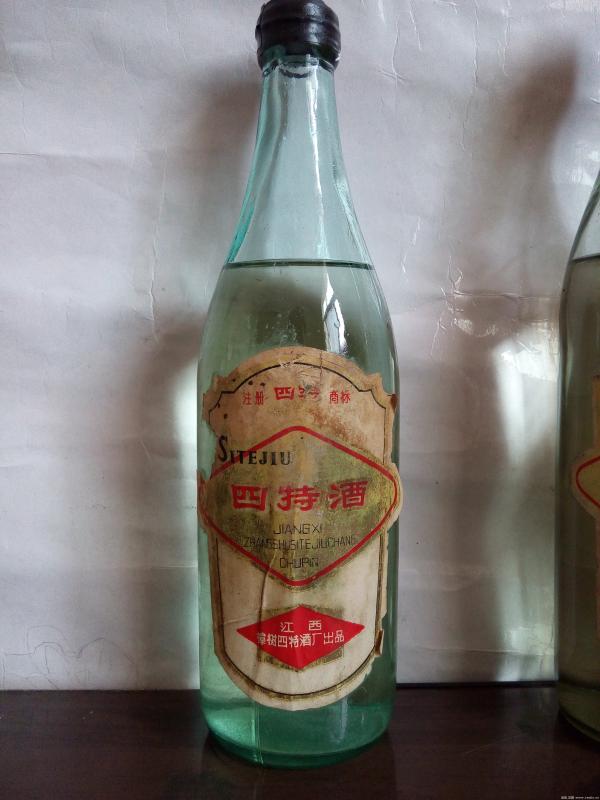 注册 四 商标
SITEJIU
四特酒
JIANGXI
ZHANGSHUSITEJIUCHANG
CHUPIN
江西
樟树四特酒厂出品